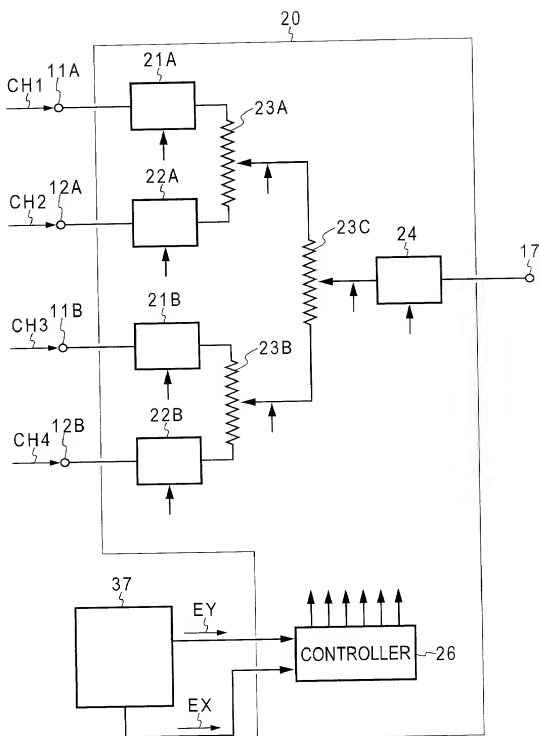 20
21A
CH1 11A
23A
22A
CH2 12A
23C
24
17
21B
CH3 11B
23B
22B
CH4 12B
37
EY
CONTROLLER 26
EX